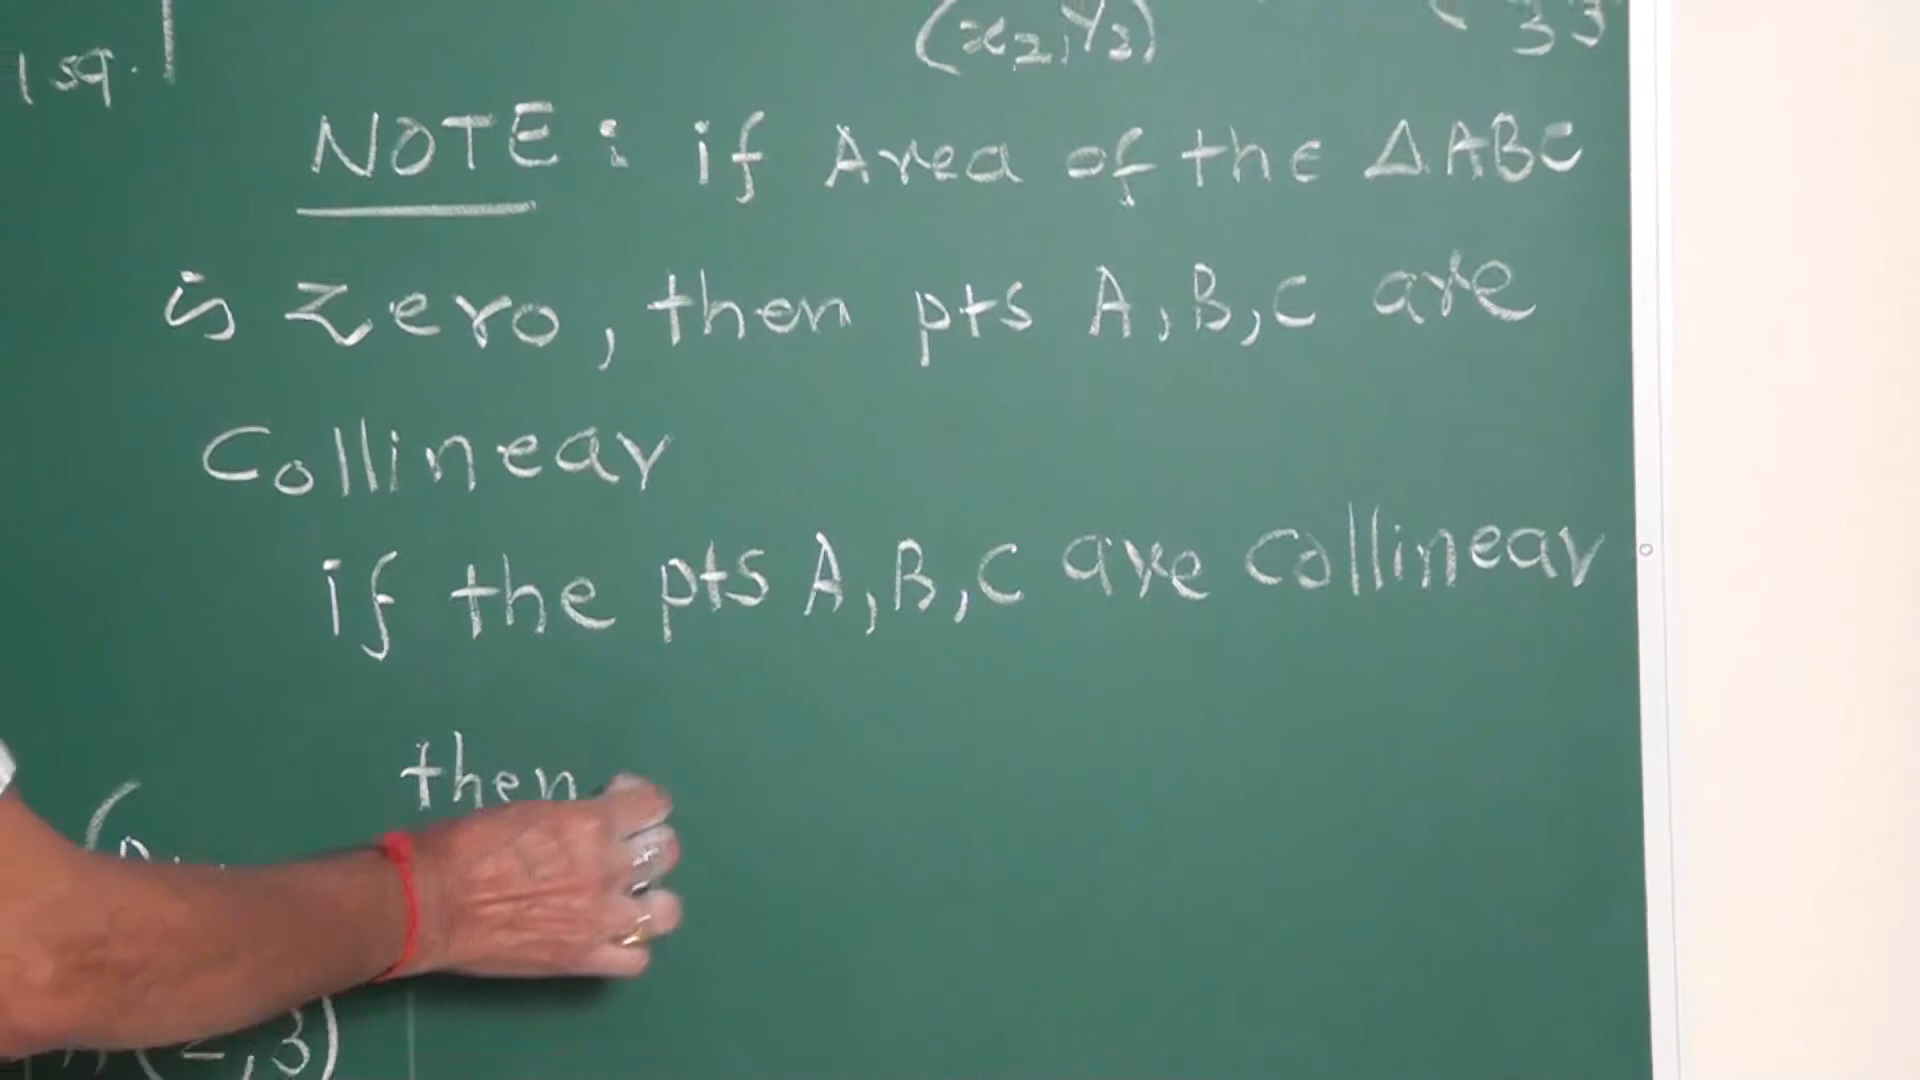 (x2, y2)
1 sq.
NOTE : if Area of the ΔABC
is zero, then pts A, B, C are
Collinear
if the pts A, B, C are collinear
then
2, 3)